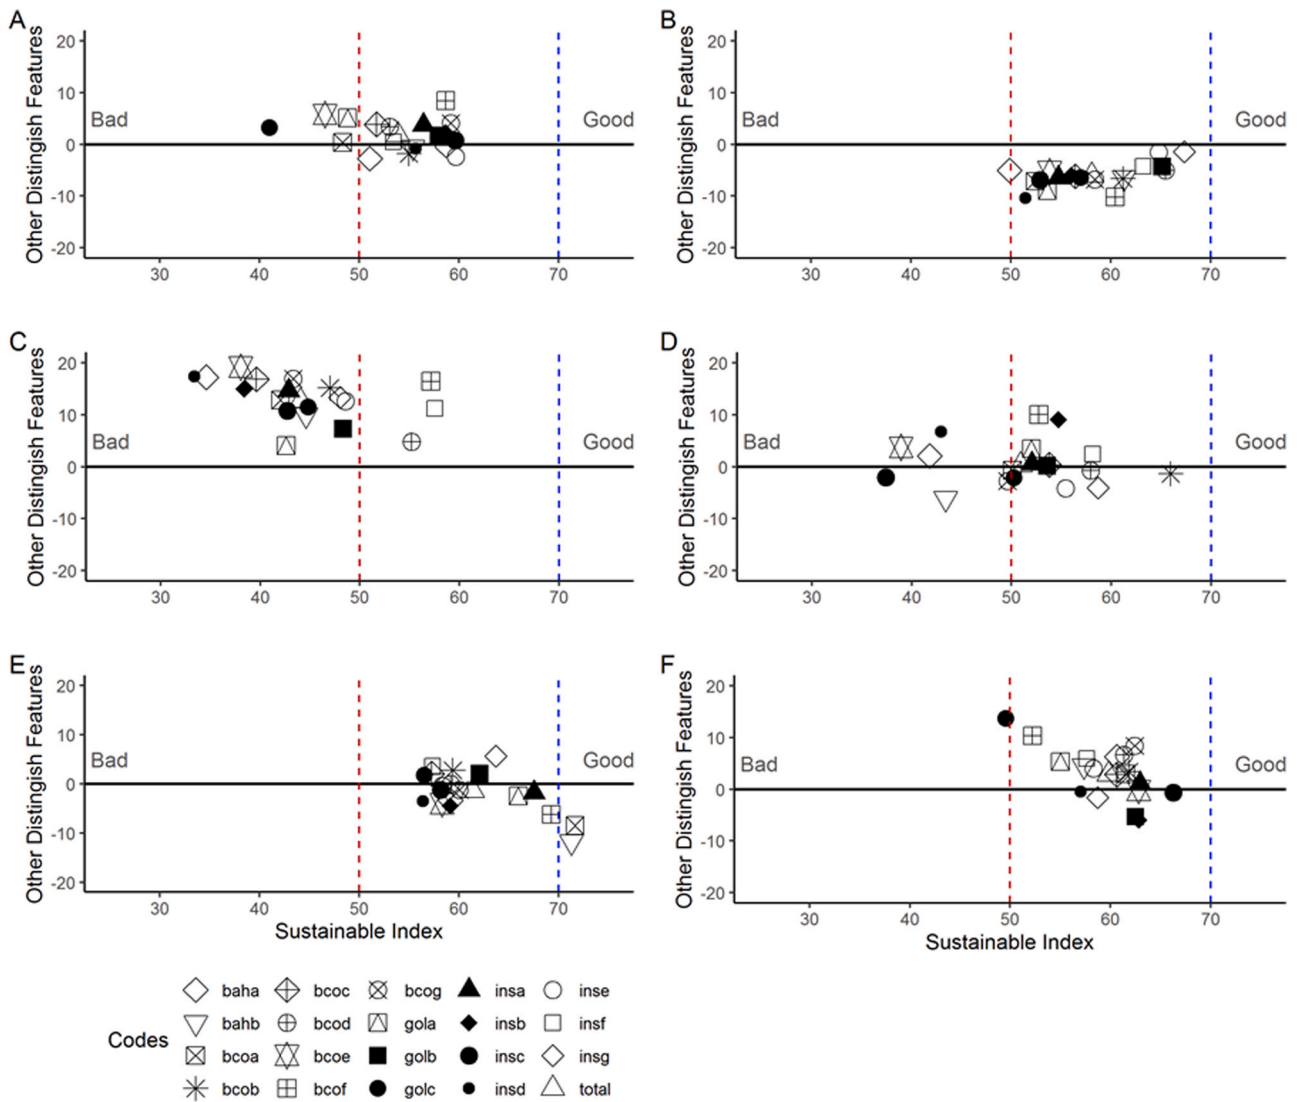 A
Other Distingish Features
20
10
0
-10
-20
Bad
Good
30 40 50 60 70
B
Other Distingish Features
20
10
0
-10
-20
Bad
Good
30 40 50 60 70
C
Other Distingish Features
20
10
0
-10
-20
Bad
Good
30 40 50 60 70
D
Other Distingish Features
20
10
0
-10
-20
Bad
Good
30 40 50 60 70
E
Other Distingish Features
20
10
0
-10
-20
Bad
Good
30 40 50 60 70
Sustainable Index
F
Other Distingish Features
20
10
0
-10
-20
Bad
Good
30 40 50 60 70
Sustainable Index
Codes
baha bcoc bcog insa inse
bahb bcod gola insb insf
bcoa bcoe golb insc insg
bcob bcof golc insd total